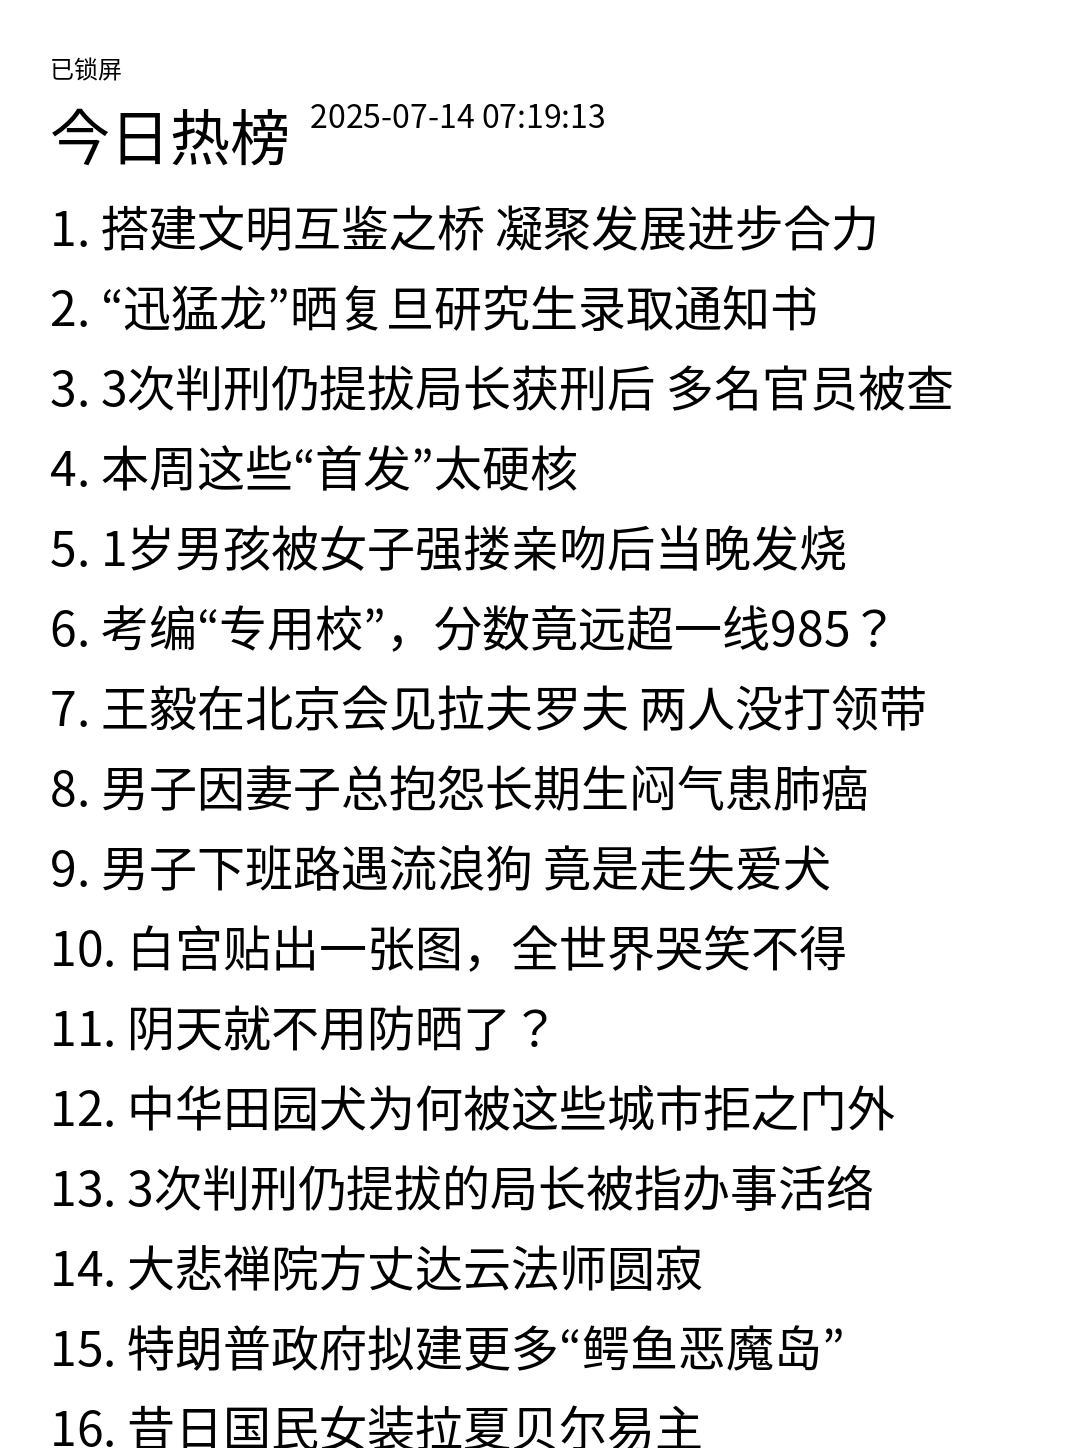 已锁屏
今日热榜 2025-07-14 07:19:13
1. 搭建文明互鉴之桥 凝聚发展进步合力
2. “迅猛龙”晒复旦研究生录取通知书
3. 3次判刑仍提拔局长获刑后 多名官员被查
4. 本周这些“首发”太硬核
5. 1岁男孩被女子强搂亲吻后当晚发烧
6. 考编“专用校”，分数竟远超一线985？
7. 王毅在北京会见拉夫罗夫 两人没打领带
8. 男子因妻子总抱怨长期生闷气患肺癌
9. 男子下班路遇流浪狗 竟是走失爱犬
10. 白宫贴出一张图，全世界哭笑不得
11. 阴天就不用防晒了？
12. 中华田园犬为何被这些城市拒之门外
13. 3次判刑仍提拔的局长被指办事活络
14. 大悲禅院方丈达云法师圆寂
15. 特朗普政府拟建更多“鳄鱼恶魔岛”
16. 昔日国民女装拉夏贝尔易主